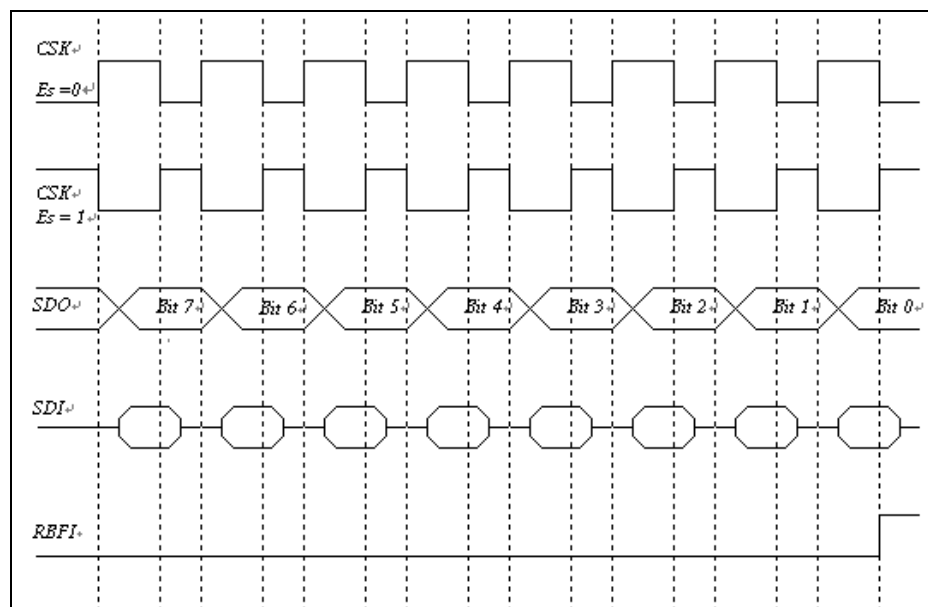 CSK↵
Es =0↵
CSK↵
Es = 1↵
SDO↵ Bit 7↵ Bit 6↵ Bit 5↵ Bit 4↵ Bit 3↵ Bit 2↵ Bit 1↵ Bit 0↵
SDI↵
RBFI↵